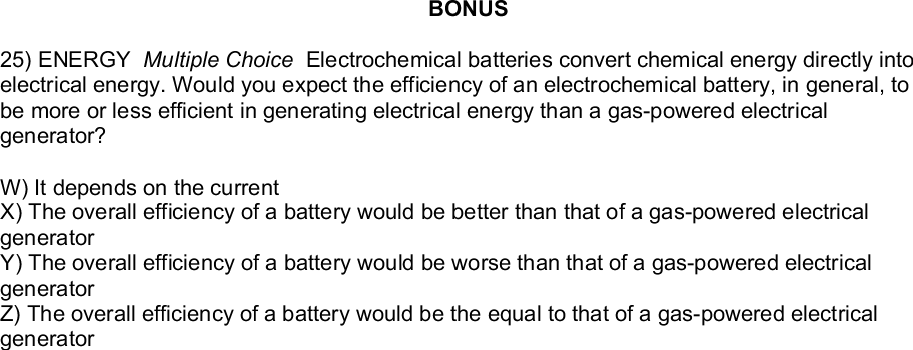 BONUS
25) ENERGY  Multiple Choice  Electrochemical batteries convert chemical energy directly into
electrical energy. Would you expect the efficiency of an electrochemical battery, in general, to
be more or less efficient in generating electrical energy than a gas-powered electrical
generator?
W) It depends on the current
X) The overall efficiency of a battery would be better than that of a gas-powered electrical
generator
Y) The overall efficiency of a battery would be worse than that of a gas-powered electrical
generator
Z) The overall efficiency of a battery would be the equal to that of a gas-powered electrical
generator